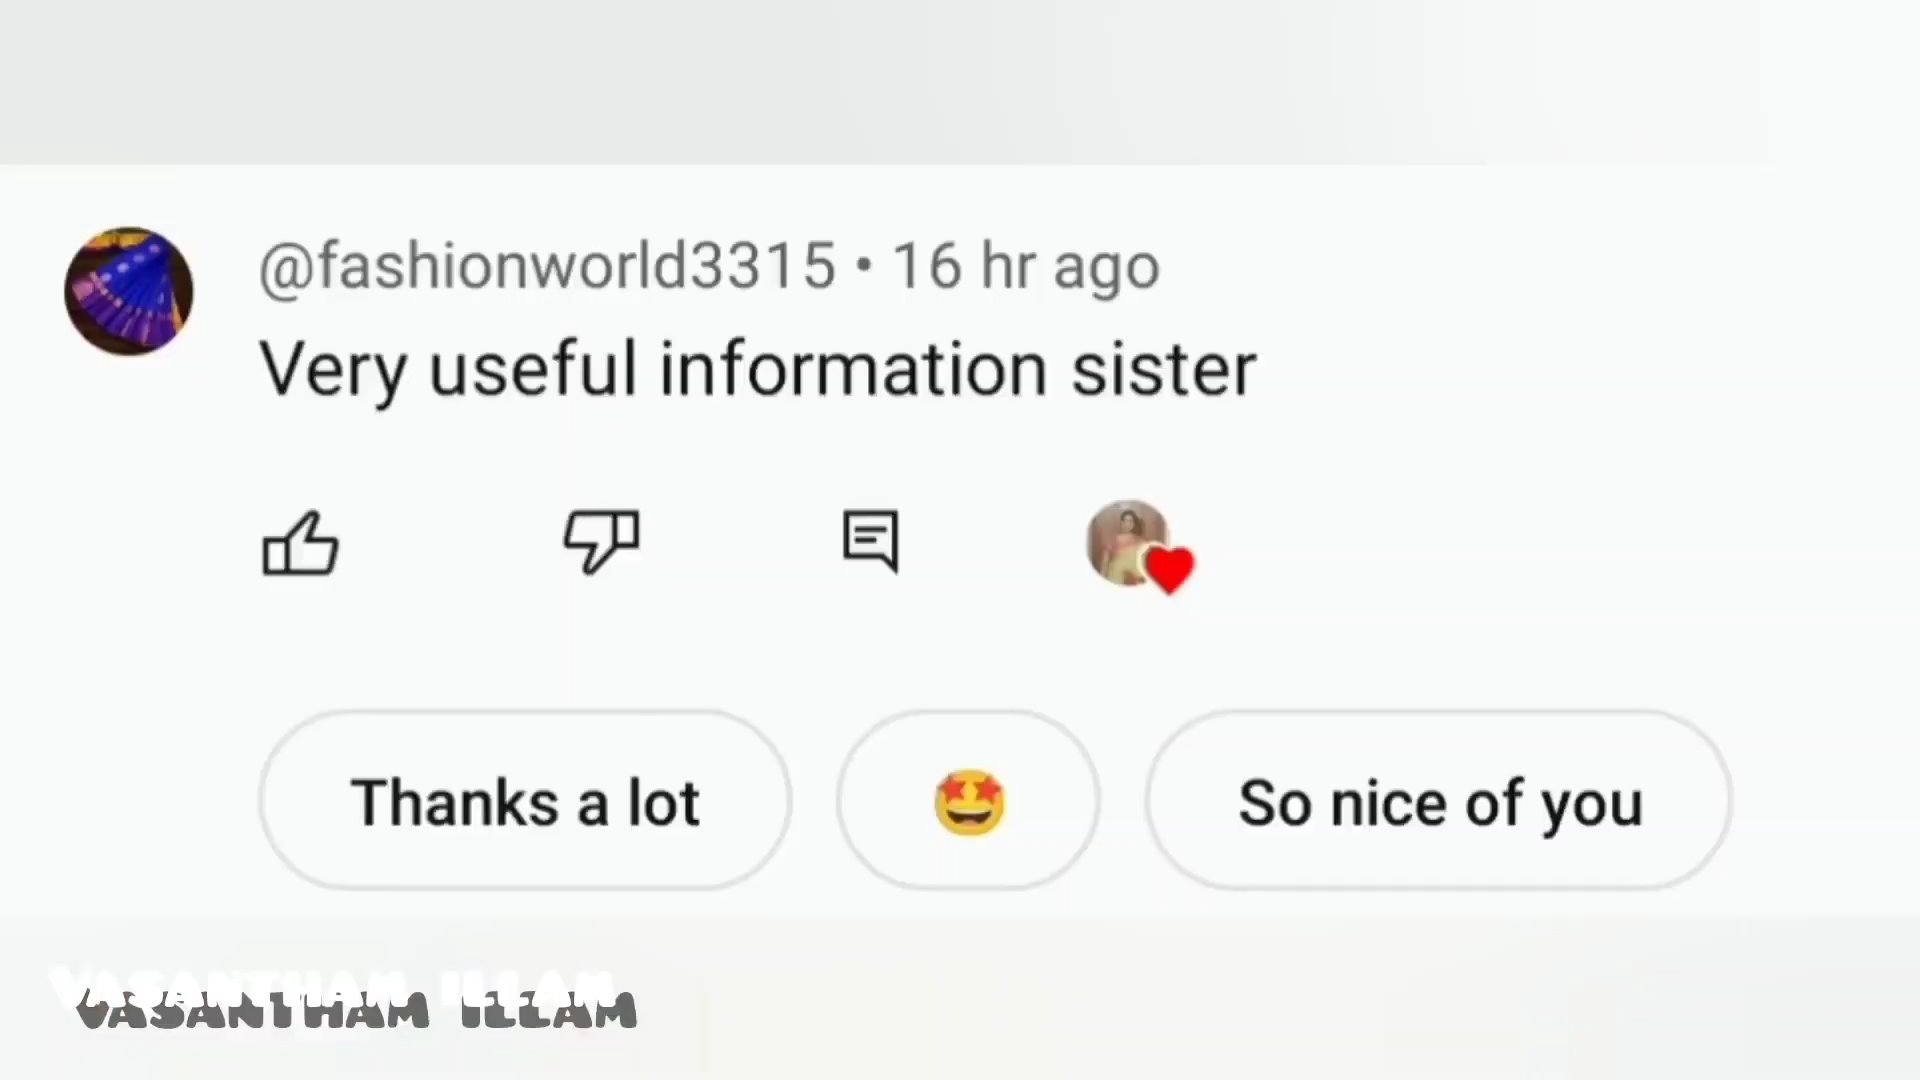 @fashionworld3315 • 16 hr ago
Very useful information sister
Thanks a lot
🤩
So nice of you
VASANTHAM ILLAM